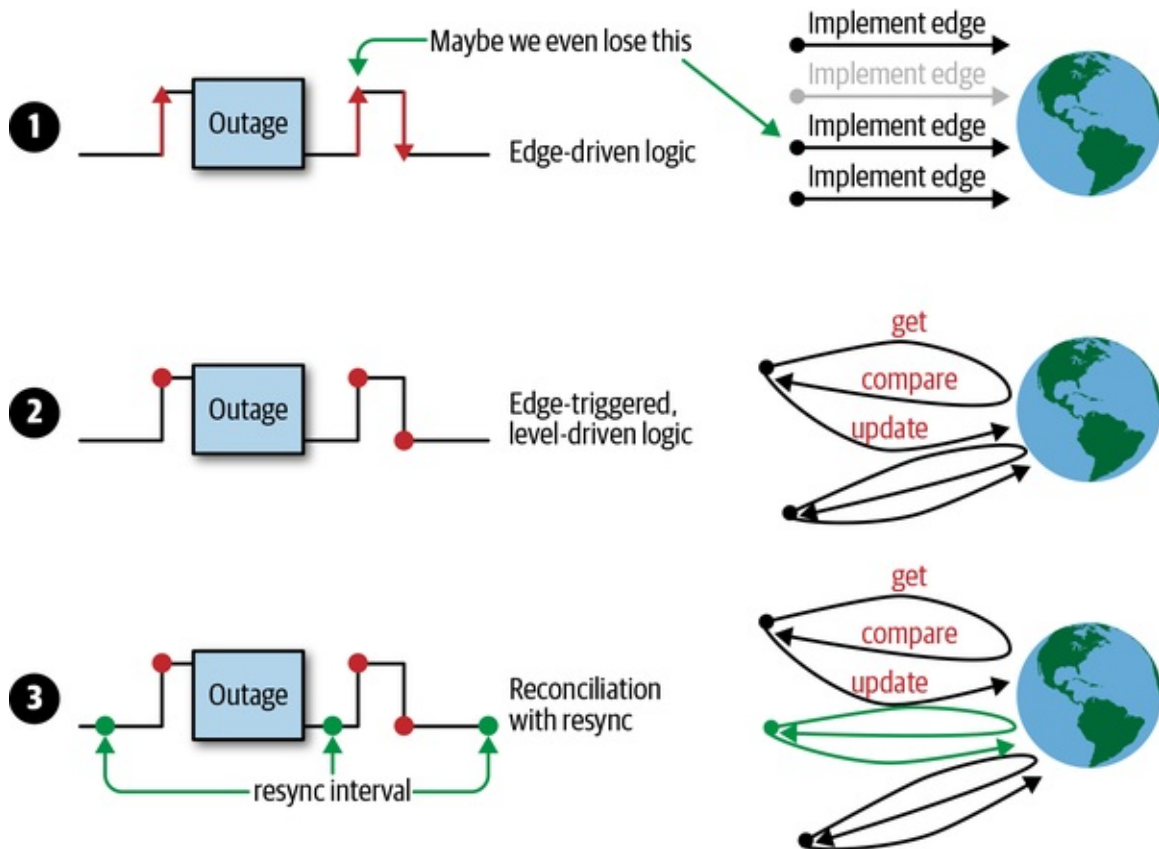 Maybe we even lose this
Implement edge
Implement edge
1
Outage
Implement edge
Edge-driven logic
Implement edge
get
compare
2
Outage
Edge-triggered,
level-driven logic
update
get
compare
3
Outage
Reconciliation
with resync
update
resync interval